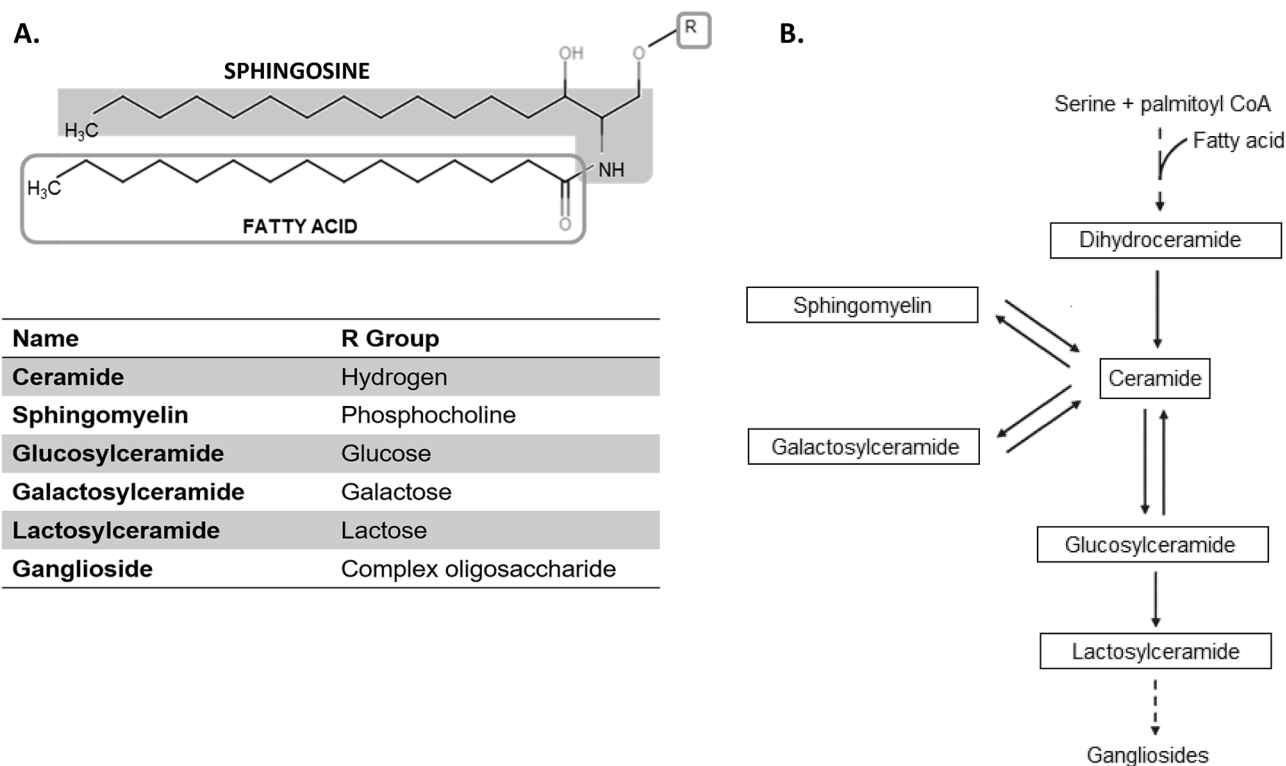 A.
R
OH
O
SPHINGOSINE
H₃C
NH
H₃C
O
FATTY ACID
Name R Group
Ceramide Hydrogen
Sphingomyelin Phosphocholine
Glucosylceramide Glucose
Galactosylceramide Galactose
Lactosylceramide Lactose
Ganglioside Complex oligosaccharide
B.
Serine + palmitoyl CoA
Fatty acid
Dihydroceramide
Sphingomyelin
Ceramide
Galactosylceramide
Glucosylceramide
Lactosylceramide
Gangliosides